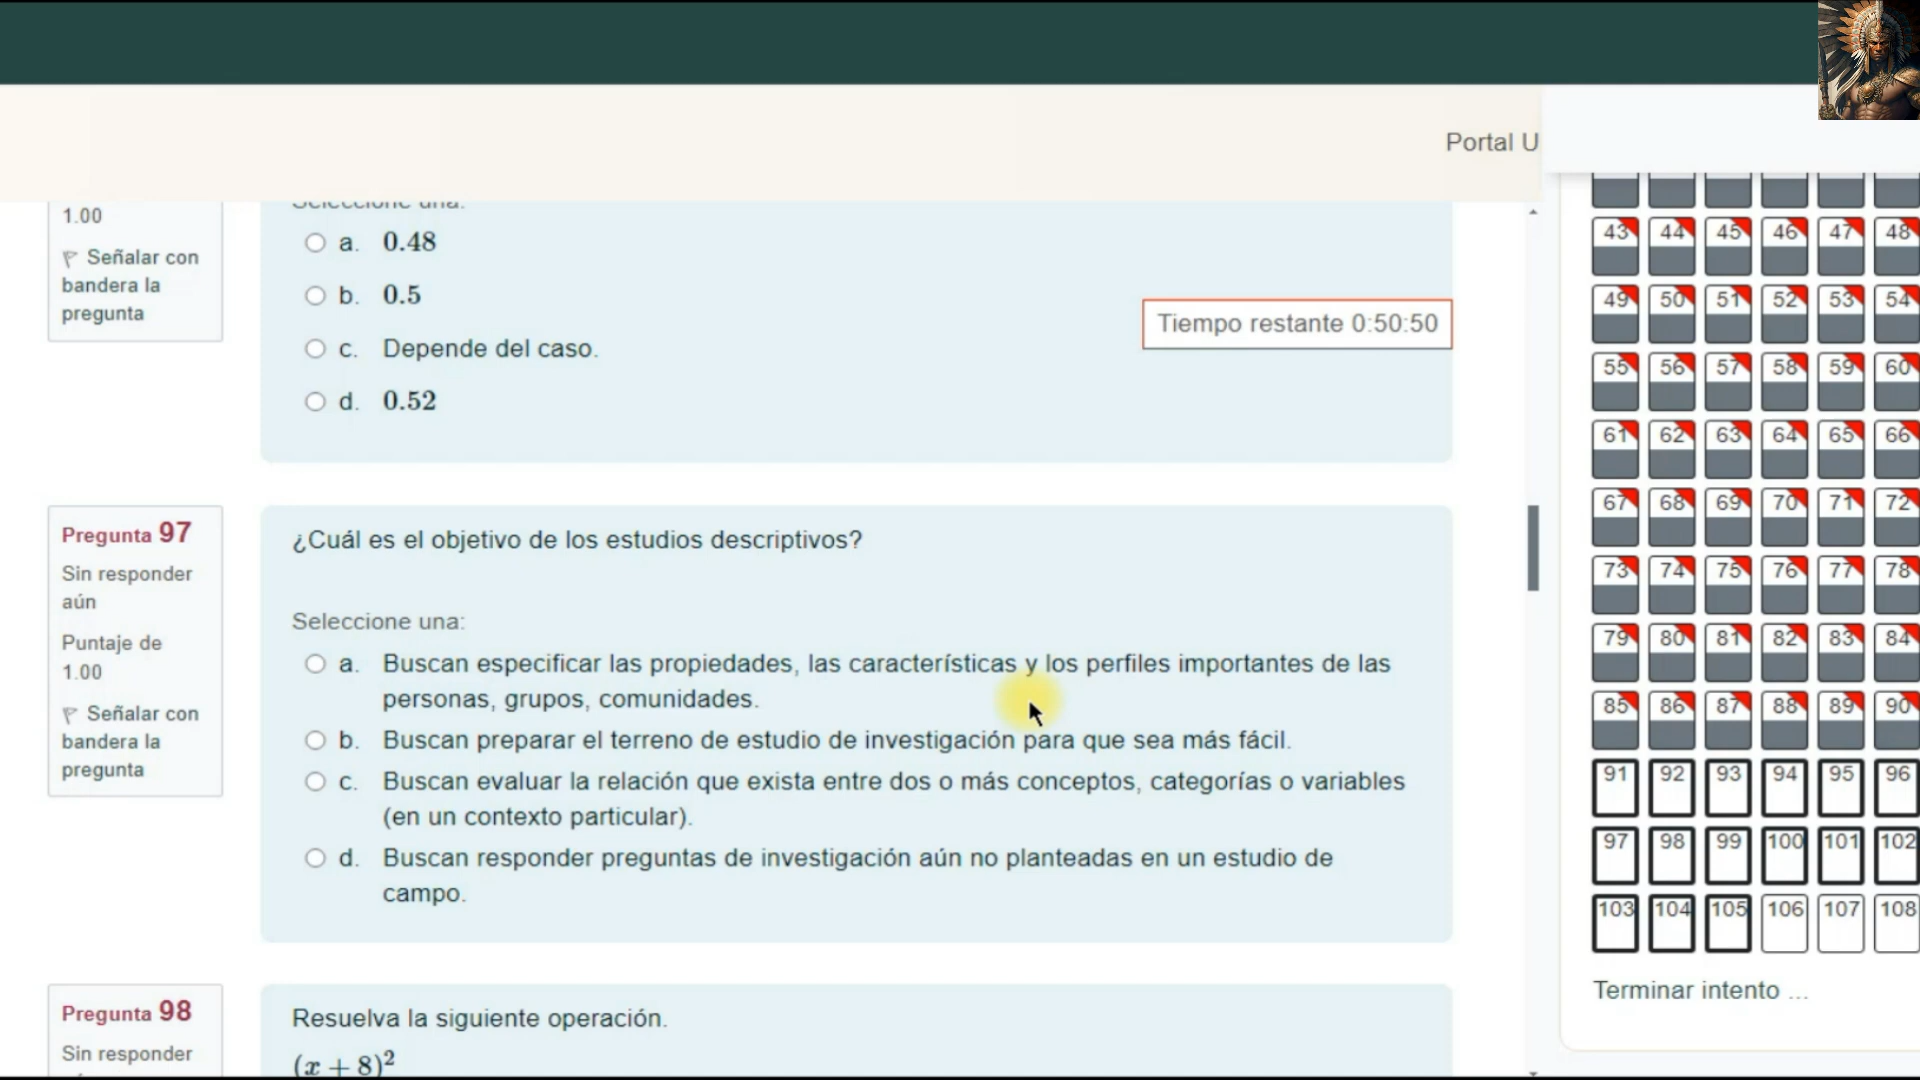 Portal U
1.00
Señalar con
bandera la
pregunta
Seleccione una:
a. 0.48
b. 0.5
c. Depende del caso.
d. 0.52
Tiempo restante 0:50:50
Pregunta 97
Sin responder
aún
Puntaje de
1.00
Señalar con
bandera la
pregunta
¿Cuál es el objetivo de los estudios descriptivos?
Seleccione una:
a. Buscan especificar las propiedades, las características y los perfiles importantes de las
personas, grupos, comunidades.
b. Buscan preparar el terreno de estudio de investigación para que sea más fácil.
c. Buscan evaluar la relación que exista entre dos o más conceptos, categorías o variables
(en un contexto particular).
d. Buscan responder preguntas de investigación aún no planteadas en un estudio de
campo.
Pregunta 98
Sin responder
Resuelva la siguiente operación.
(x + 8)²
43 44 45 46 47 48
49 50 51 52 53 54
55 56 57 58 59 60
61 62 63 64 65 66
67 68 69 70 71 72
73 74 75 76 77 78
79 80 81 82 83 84
85 86 87 88 89 90
91 92 93 94 95 96
97 98 99 100 101 102
103 104 105 106 107 108
Terminar intento ...